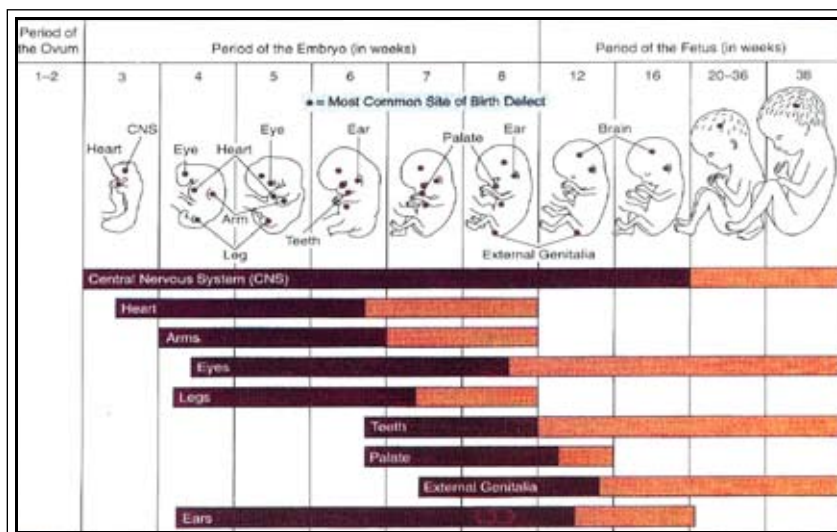 Period of
the Ovum
Period of the Embryo (in weeks)
Period of the Fetus (in weeks)
1–2 3 4 5 6 7 8 12 16 20–36 38
• = Most Common Site of Birth Defect
CNS
Heart
Eye
Heart
Eye
Ear
Palate
Ear
Brain
Arm
Teeth
Leg
External Genitalia
Central Nervous System (CNS)
Heart
Arms
Eyes
Legs
Teeth
Palate
External Genitalia
Ears